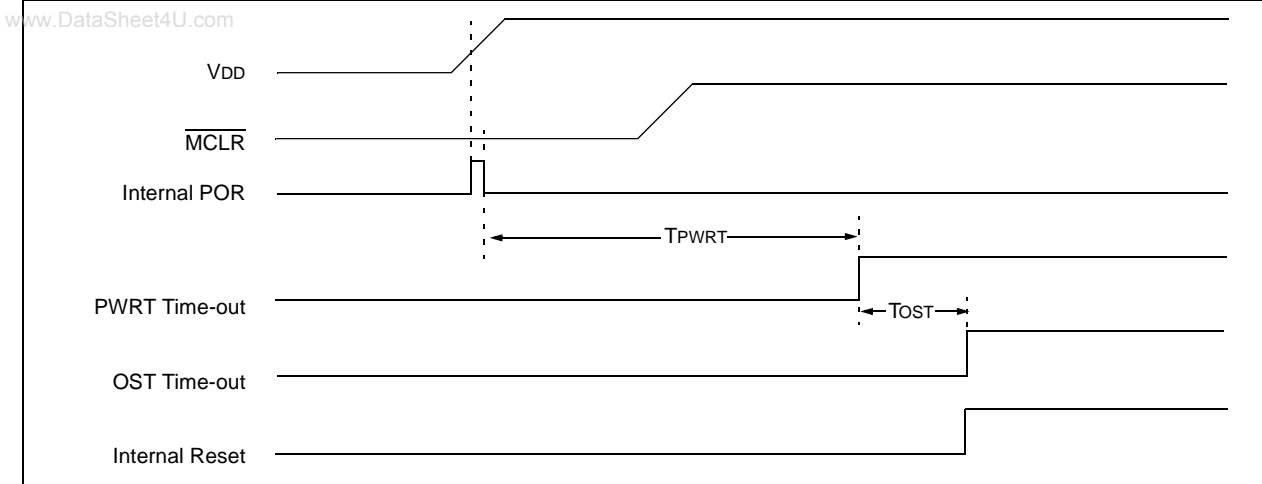 www.DataSheet4U.com
VDD
MCLR
Internal POR
TPWRT
PWRT Time-out
TOST
OST Time-out
Internal Reset